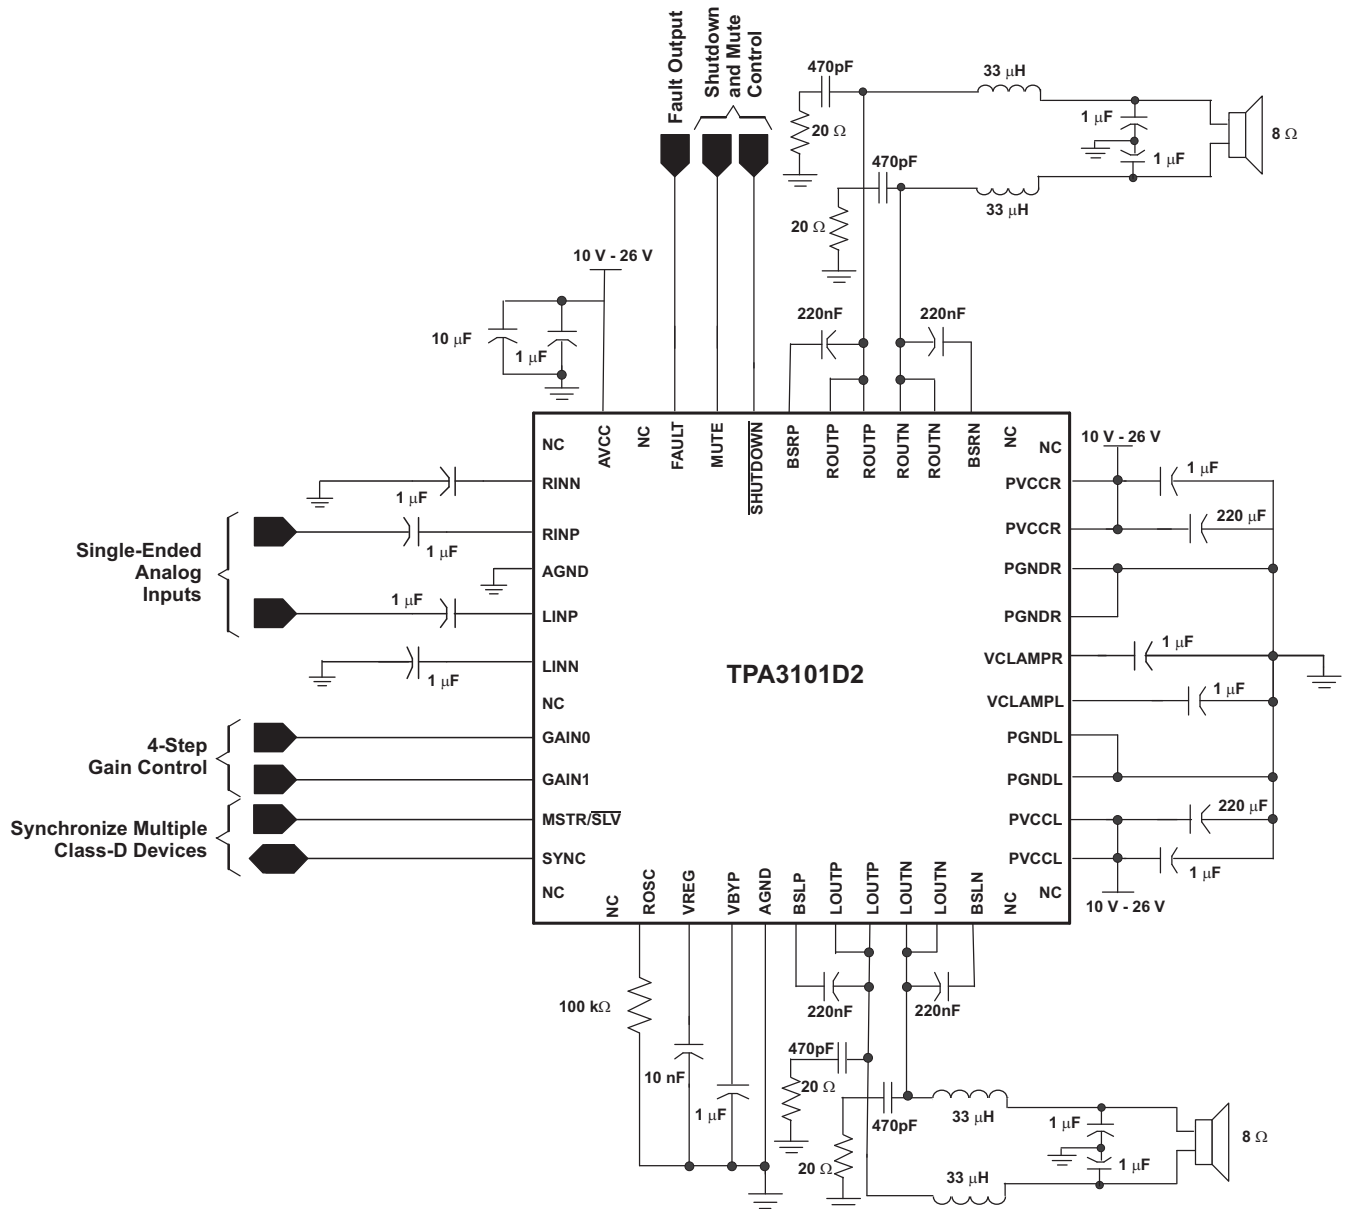 Fault Output
Shutdown
and Mute
Control
470pF
33 µH
1 µF
20 Ω
8 Ω
470pF
1 µF
20 Ω
33 µH
10 V - 26 V
10 µF
1 µF
220nF
220nF
NC
AVCC
NC
FAULT
MUTE
SHUTDOWN
BSRP
ROUTP
ROUTP
ROUTN
ROUTN
BSRN
NC
NC
10 V - 26 V
1 µF
RINN
PVCCR
1 µF
220 µF
RINP
PVCCR
1 µF
Single-Ended
Analog
Inputs
AGND
PGNDR
1 µF
LINP
PGNDR
1 µF
LINN
VCLAMPR
1 µF
TPA3101D2
NC
VCLAMPL
1 µF
4-Step
Gain Control
GAIN0
PGNDL
GAIN1
PGNDL
Synchronize Multiple
Class-D Devices
MSTR/SLV
PVCCL
220 µF
SYNC
PVCCL
1 µF
NC
NC
ROSC
VREG
VBYP
AGND
BSLP
LOUTP
LOUTP
LOUTN
LOUTN
BSLN
NC
NC
10 V - 26 V
100 kΩ
220nF
220nF
470pF
10 nF
20 Ω
1 µF
470pF
33 µH
1 µF
8 Ω
20 Ω
33 µH
1 µF